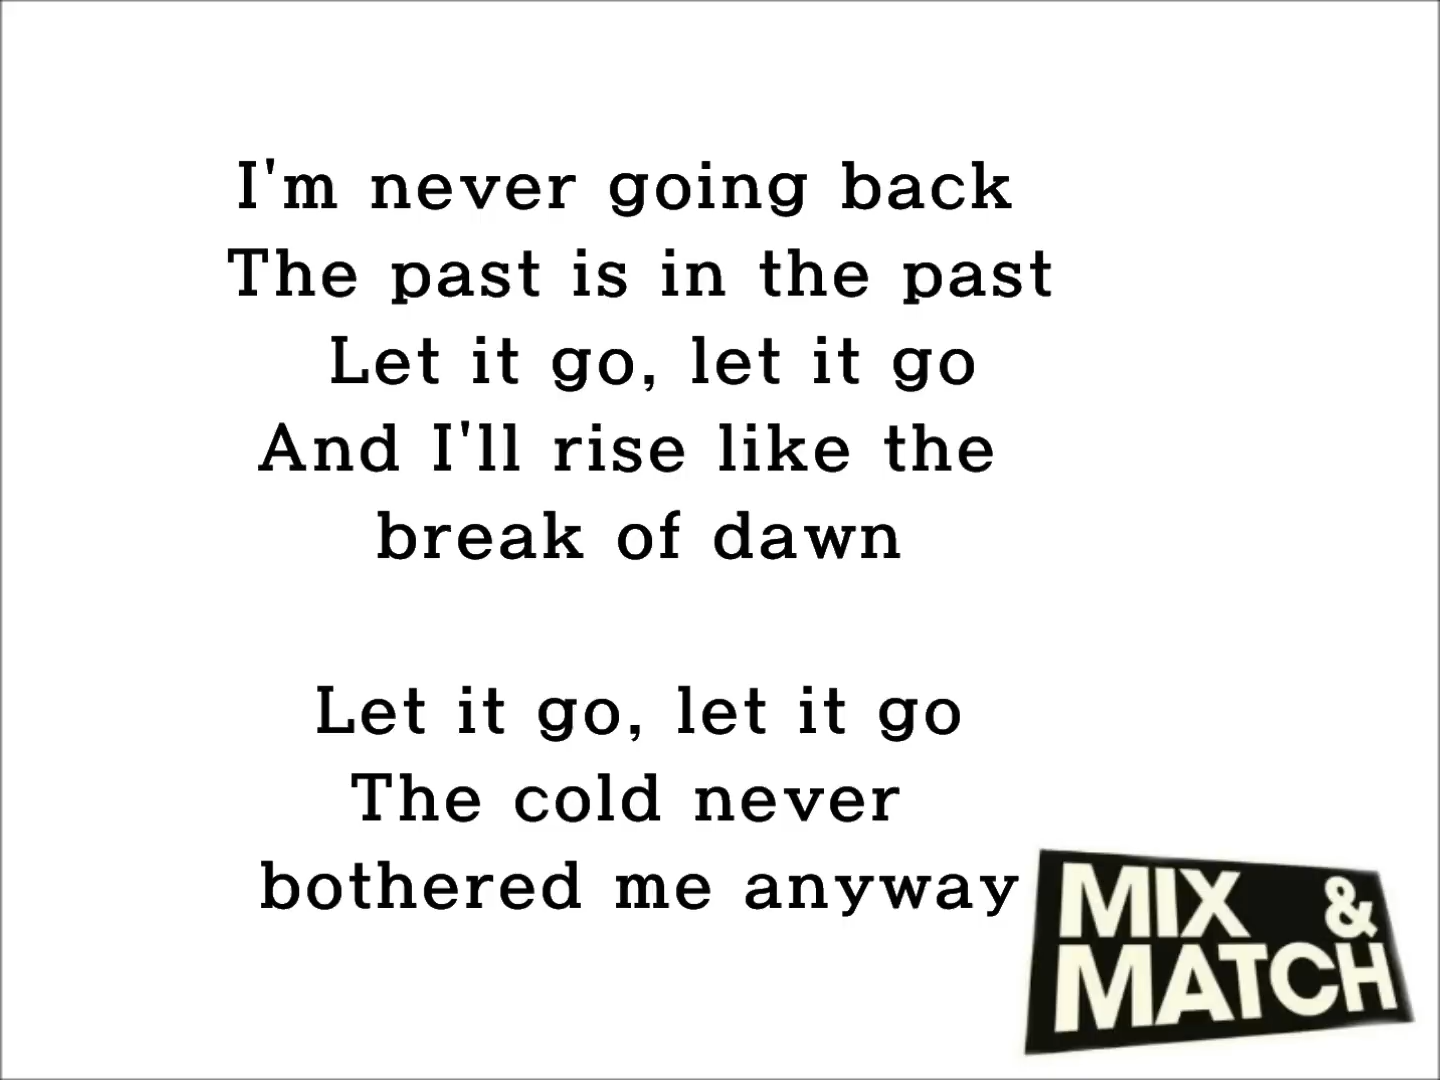 I'm never going back
The past is in the past
Let it go, let it go
And I'll rise like the
break of dawn
Let it go, let it go
The cold never
bothered me anyway
MIX &
MATCH